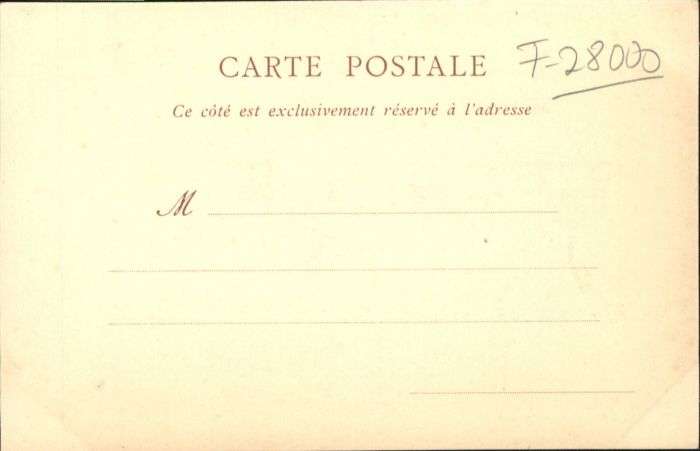 CARTE POSTALE
F-28000
Ce côté est exclusivement réservé à l'adresse
M